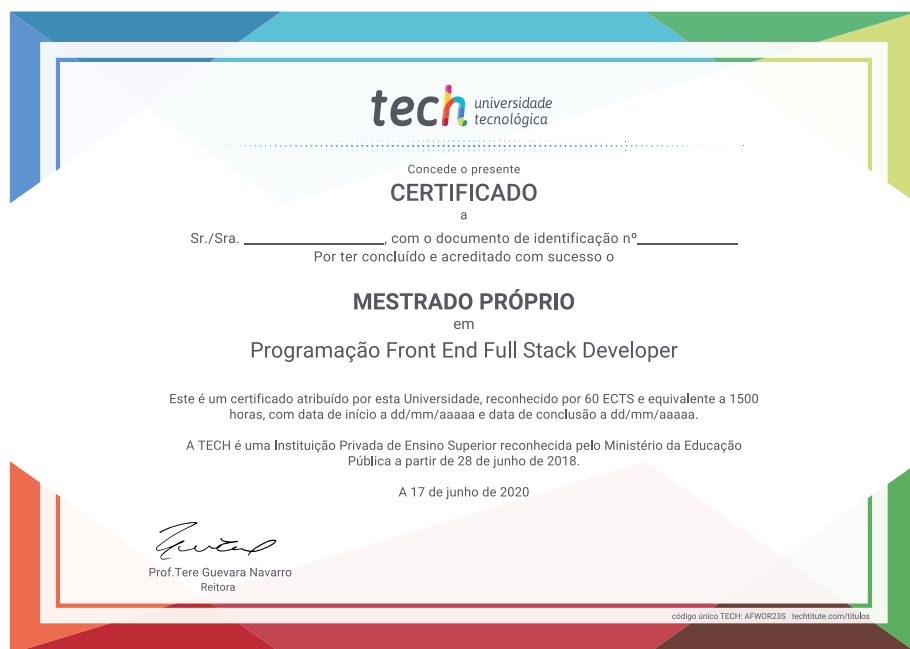 tech universidade
tecnológica
Concede o presente
CERTIFICADO
a
Sr./Sra. ________________, com o documento de identificação nº____________
Por ter concluído e acreditado com sucesso o
MESTRADO PRÓPRIO
em
Programação Front End Full Stack Developer
Este é um certificado atribuído por esta Universidade, reconhecido por 60 ECTS e equivalente a 1500
horas, com data de início a dd/mm/aaaaa e data de conclusão a dd/mm/aaaaa.
A TECH é uma Instituição Privada de Ensino Superior reconhecida pelo Ministério da Educação
Pública a partir de 28 de junho de 2018.
A 17 de junho de 2020
Prof.Tere Guevara Navarro
Reitora
código único TECH: AFWOR23S techtitute.com/titulos